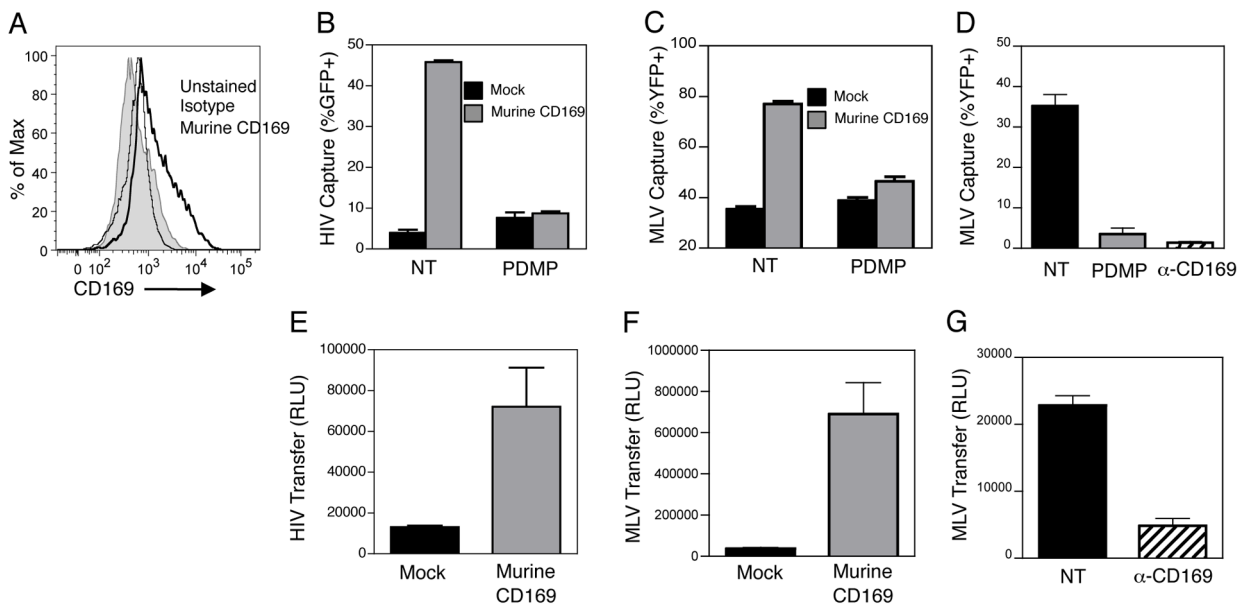 A
% of Max
100
80
60
40
20
0
Unstained
Isotype
Murine CD169
0 10² 10³ 10⁴ 10⁵
CD169
B
HIV Capture (%GFP+)
50
40
30
20
10
0
Mock
Murine CD169
NT PDMP
C
MLV Capture (%YFP+)
100
80
60
40
20
Mock
Murine CD169
NT PDMP
D
MLV Capture (%YFP+)
50
40
30
20
10
0
NT PDMP α-CD169
E
HIV Transfer (RLU)
100000
80000
60000
40000
20000
0
Mock Murine
CD169
F
MLV Transfer (RLU)
1000000
800000
600000
400000
200000
0
Mock Murine
CD169
G
MLV Transfer (RLU)
30000
20000
10000
0
NT α-CD169